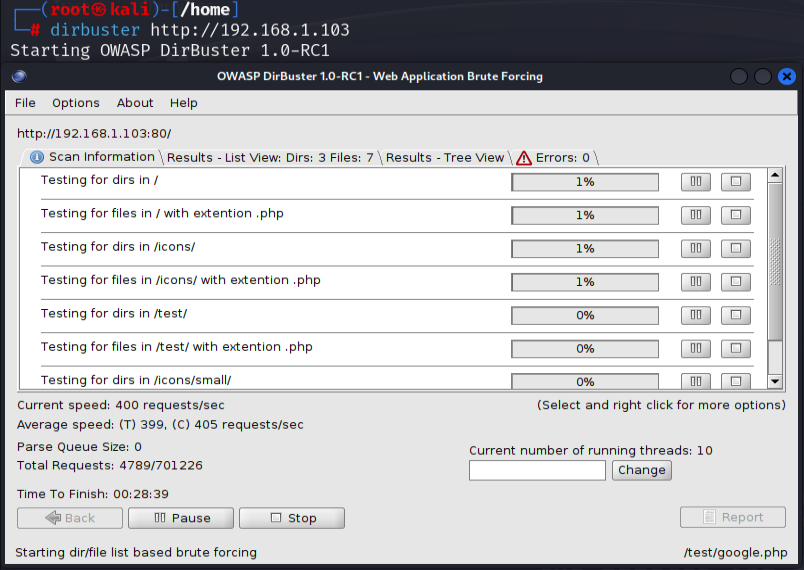 ┌──(root㉿kali)-[/home]
└─# dirbuster http://192.168.1.103
Starting OWASP DirBuster 1.0-RC1
OWASP DirBuster 1.0-RC1 - Web Application Brute Forcing
File Options About Help
http://192.168.1.103:80/
Scan Information Results - List View: Dirs: 3 Files: 7 Results - Tree View Errors: 0
Testing for dirs in / 1%
Testing for files in / with extention .php 1%
Testing for dirs in /icons/ 1%
Testing for files in /icons/ with extention .php 1%
Testing for dirs in /test/ 0%
Testing for files in /test/ with extention .php 0%
Testing for dirs in /icons/small/ 0%
Current speed: 400 requests/sec (Select and right click for more options)
Average speed: (T) 399, (C) 405 requests/sec
Parse Queue Size: 0
Total Requests: 4789/701226
Current number of running threads: 10
Change
Time To Finish: 00:28:39
Back Pause Stop Report
Starting dir/file list based brute forcing /test/google.php